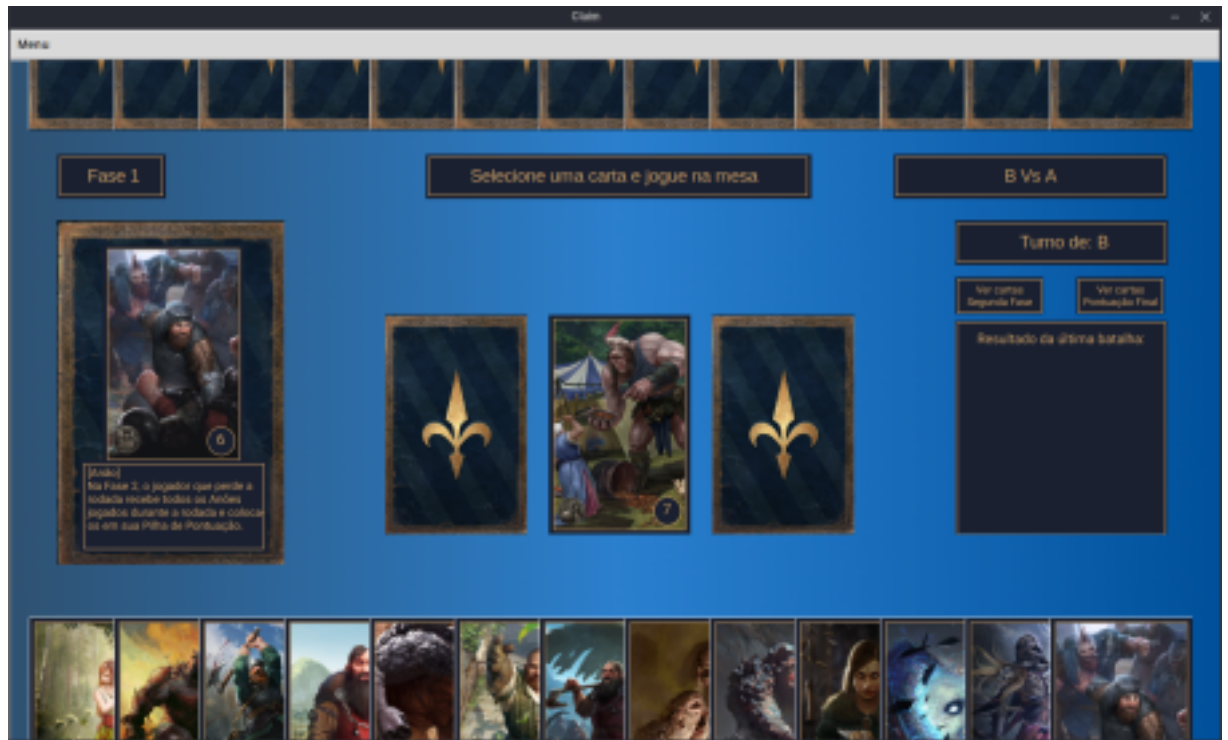 Claim
Menu
Fase 1
Selecione uma carta e jogue na mesa
B Vs A
Turno de: B
Ver cartas
Segunda Fase
Ver cartas
Pontuação Final
Resultado da última batalha:
6
7
[Anão]
Na Fase 2, o jogador que perde a
rodada recebe todos os Anões
jogados durante a rodada e coloca
os em sua Pilha de Pontuação.